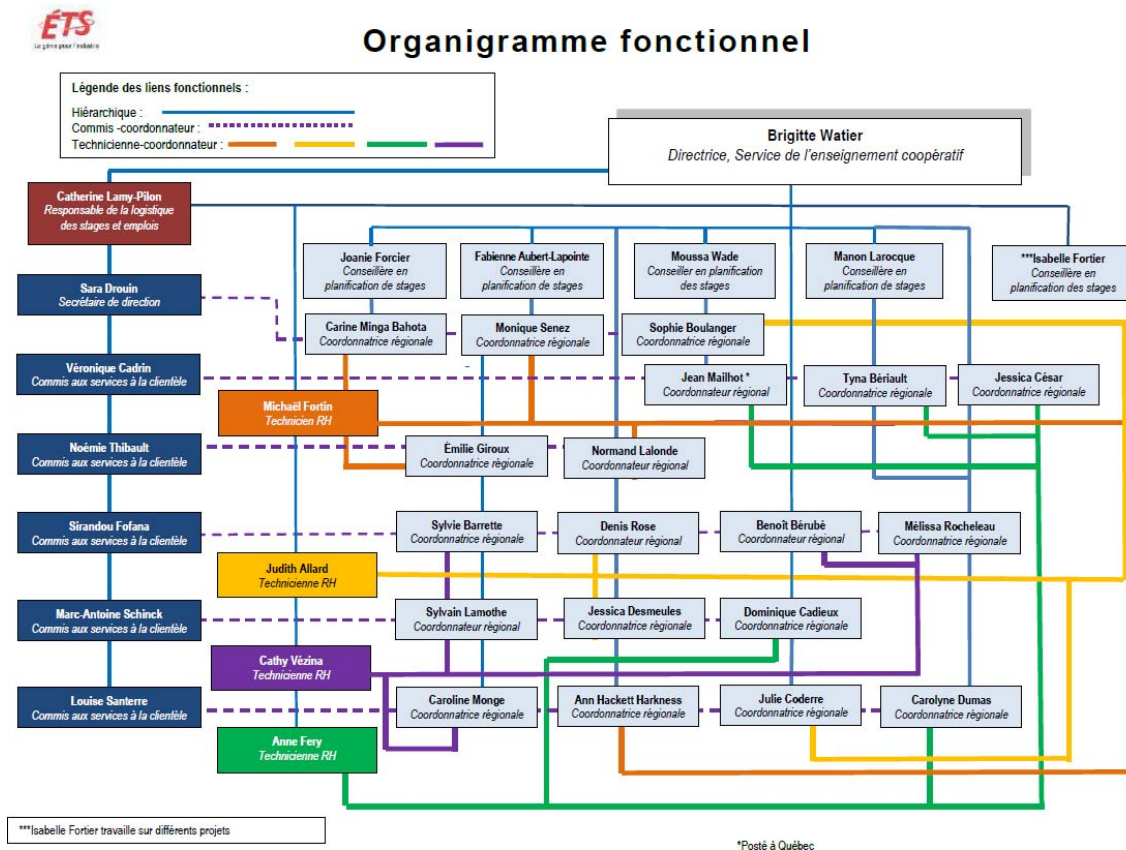 ÉTS
Le génie pour l'industrie
Organigramme fonctionnel
Légende des liens fonctionnels :
Hiérarchique :
Commis -coordonnateur :
Technicienne-coordonnateur :
Brigitte Watier
Directrice, Service de l'enseignement coopératif
Catherine Lamy-Pilon
Responsable de la logistique
des stages et emplois
Joanie Forcier
Conseillère en
planification de stages
Fabienne Aubert-Lapointe
Conseillère en
planification de stages
Moussa Wade
Conseiller en planification
des stages
Manon Larocque
Conseillère en
planification de stages
***Isabelle Fortier
Conseillère en
planification des stages
Sara Drouin
Secrétaire de direction
Carine Minga Bahota
Coordonnatrice régionale
Monique Senez
Coordonnatrice régionale
Sophie Boulanger
Coordonnatrice régionale
Véronique Cadrin
Commis aux services à la clientèle
Jean Mailhot *
Coordonnateur régional
Tyna Bériault
Coordonnatrice régionale
Jessica César
Coordonnatrice régionale
Michaël Fortin
Technicien RH
Noémie Thibault
Commis aux services à la clientèle
Émilie Giroux
Coordonnatrice régionale
Normand Lalonde
Coordonnateur régional
Sirandou Fofana
Commis aux services à la clientèle
Sylvie Barrette
Coordonnatrice régionale
Denis Rose
Coordonnateur régional
Benoît Bérubé
Coordonnateur régional
Mélissa Rocheleau
Coordonnatrice régionale
Judith Allard
Technicienne RH
Marc-Antoine Schinck
Commis aux services à la clientèle
Sylvain Lamothe
Coordonnateur regional
Jessica Desmeules
Coordonnatrice régionale
Dominique Cadieux
Coordonnatrice régionale
Cathy Vézina
Technicienne RH
Louise Santerre
Commis aux services à la clientèle
Caroline Monge
Coordonnatrice régionale
Ann Hackett Harkness
Coordonnatrice régionale
Julie Coderre
Coordonnatrice régionale
Carolyne Dumas
Coordonnatrice régionale
Anne Fery
Technicienne RH
***Isabelle Fortier travaille sur différents projets
*Posté à Québec